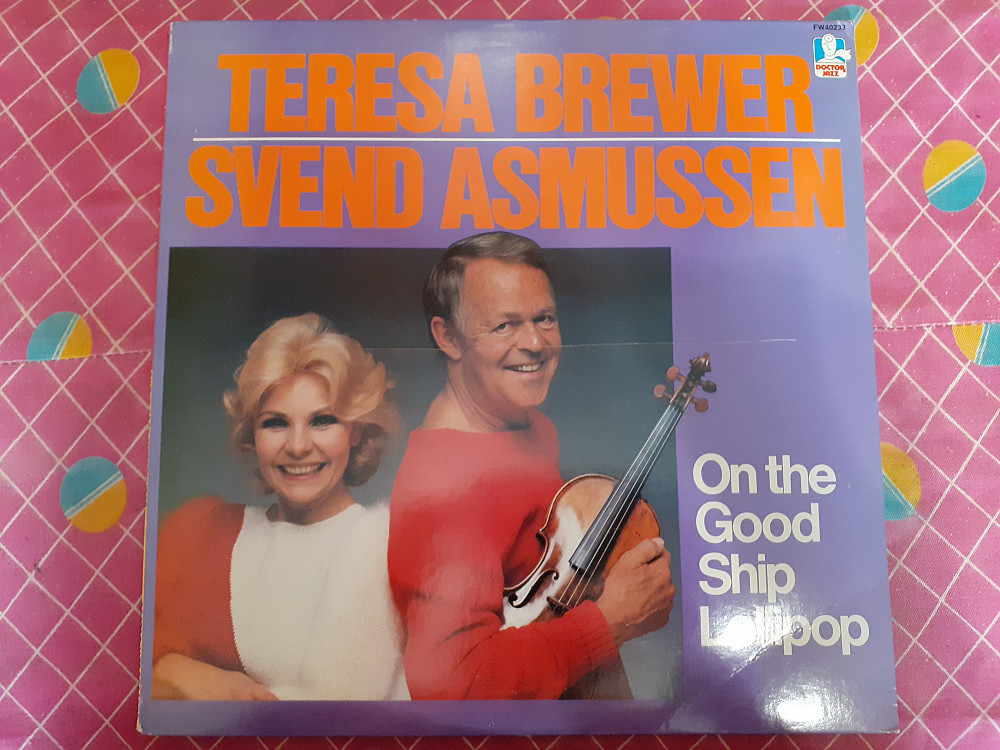 FW40233
DOCTOR
JAZZ
TERESA BREWER
SVEND ASMUSSEN
On the
Good
Ship
Lollipop